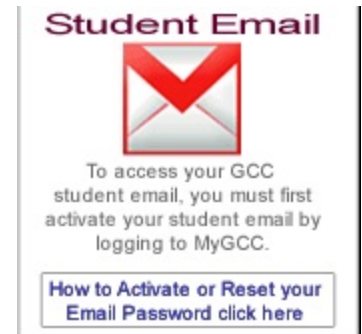 Student Email
To access your GCC
student email, you must first
activate your student email by
logging to MyGCC.
How to Activate or Reset your
Email Password click here